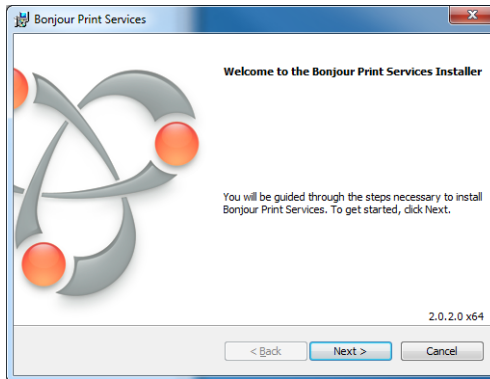 Bonjour Print Services
Welcome to the Bonjour Print Services Installer
You will be guided through the steps necessary to install
Bonjour Print Services. To get started, click Next.
2.0.2.0 x64
< Back
Next >
Cancel